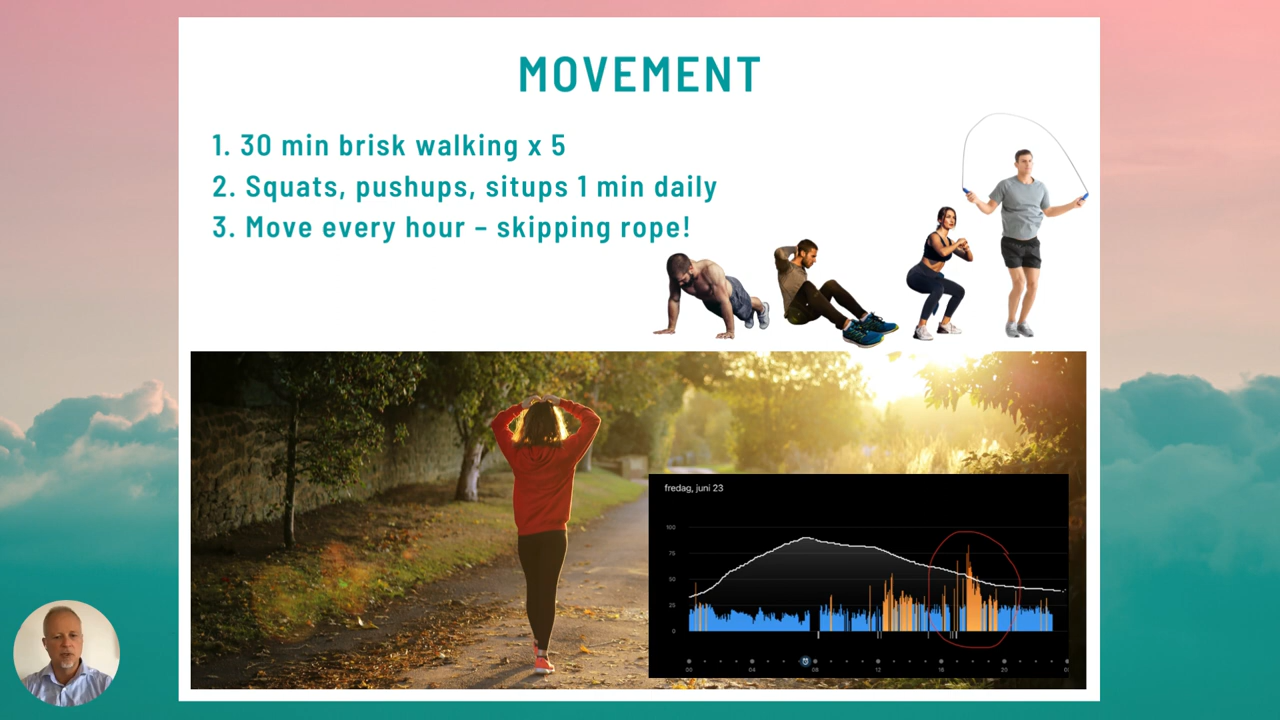 MOVEMENT
1. 30 min brisk walking x 5
2. Squats, pushups, situps 1 min daily
3. Move every hour – skipping rope!
fredag, juni 23
100
75
50
25
0
00 04 08 12 16 20